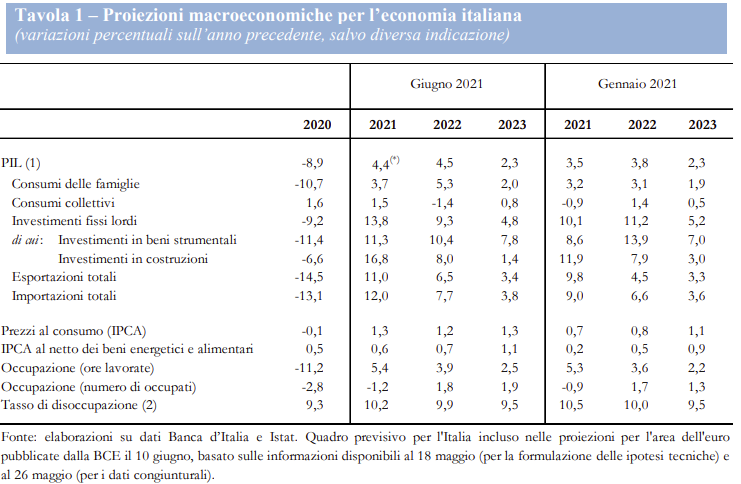 Tavola 1 – Proiezioni macroeconomiche per l'economia italiana
(variazioni percentuali sull'anno precedente, salvo diversa indicazione)
Giugno 2021 Gennaio 2021
2020 2021 2022 2023 2021 2022 2023
PIL (1) -8,9 4,4(*) 4,5 2,3 3,5 3,8 2,3
Consumi delle famiglie -10,7 3,7 5,3 2,0 3,2 3,1 1,9
Consumi collettivi 1,6 1,5 -1,4 0,8 -0,9 1,4 0,5
Investimenti fissi lordi -9,2 13,8 9,3 4,8 10,1 11,2 5,2
di cui: Investimenti in beni strumentali -11,4 11,3 10,4 7,8 8,6 13,9 7,0
Investimenti in costruzioni -6,6 16,8 8,0 1,4 11,9 7,9 3,0
Esportazioni totali -14,5 11,0 6,5 3,4 9,8 4,5 3,3
Importazioni totali -13,1 12,0 7,7 3,8 9,0 6,6 3,6
Prezzi al consumo (IPCA) -0,1 1,3 1,2 1,3 0,7 0,8 1,1
IPCA al netto dei beni energetici e alimentari 0,5 0,6 0,7 1,1 0,2 0,5 0,9
Occupazione (ore lavorate) -11,2 5,4 3,9 2,5 5,3 3,6 2,2
Occupazione (numero di occupati) -2,8 -1,2 1,8 1,9 -0,9 1,7 1,3
Tasso di disoccupazione (2) 9,3 10,2 9,9 9,5 10,5 10,0 9,5
Fonte: elaborazioni su dati Banca d'Italia e Istat. Quadro previsivo per l'Italia incluso nelle proiezioni per l'area dell'euro
pubblicate dalla BCE il 10 giugno, basato sulle informazioni disponibili al 18 maggio (per la formulazione delle ipotesi tecniche) e
al 26 maggio (per i dati congiunturali).